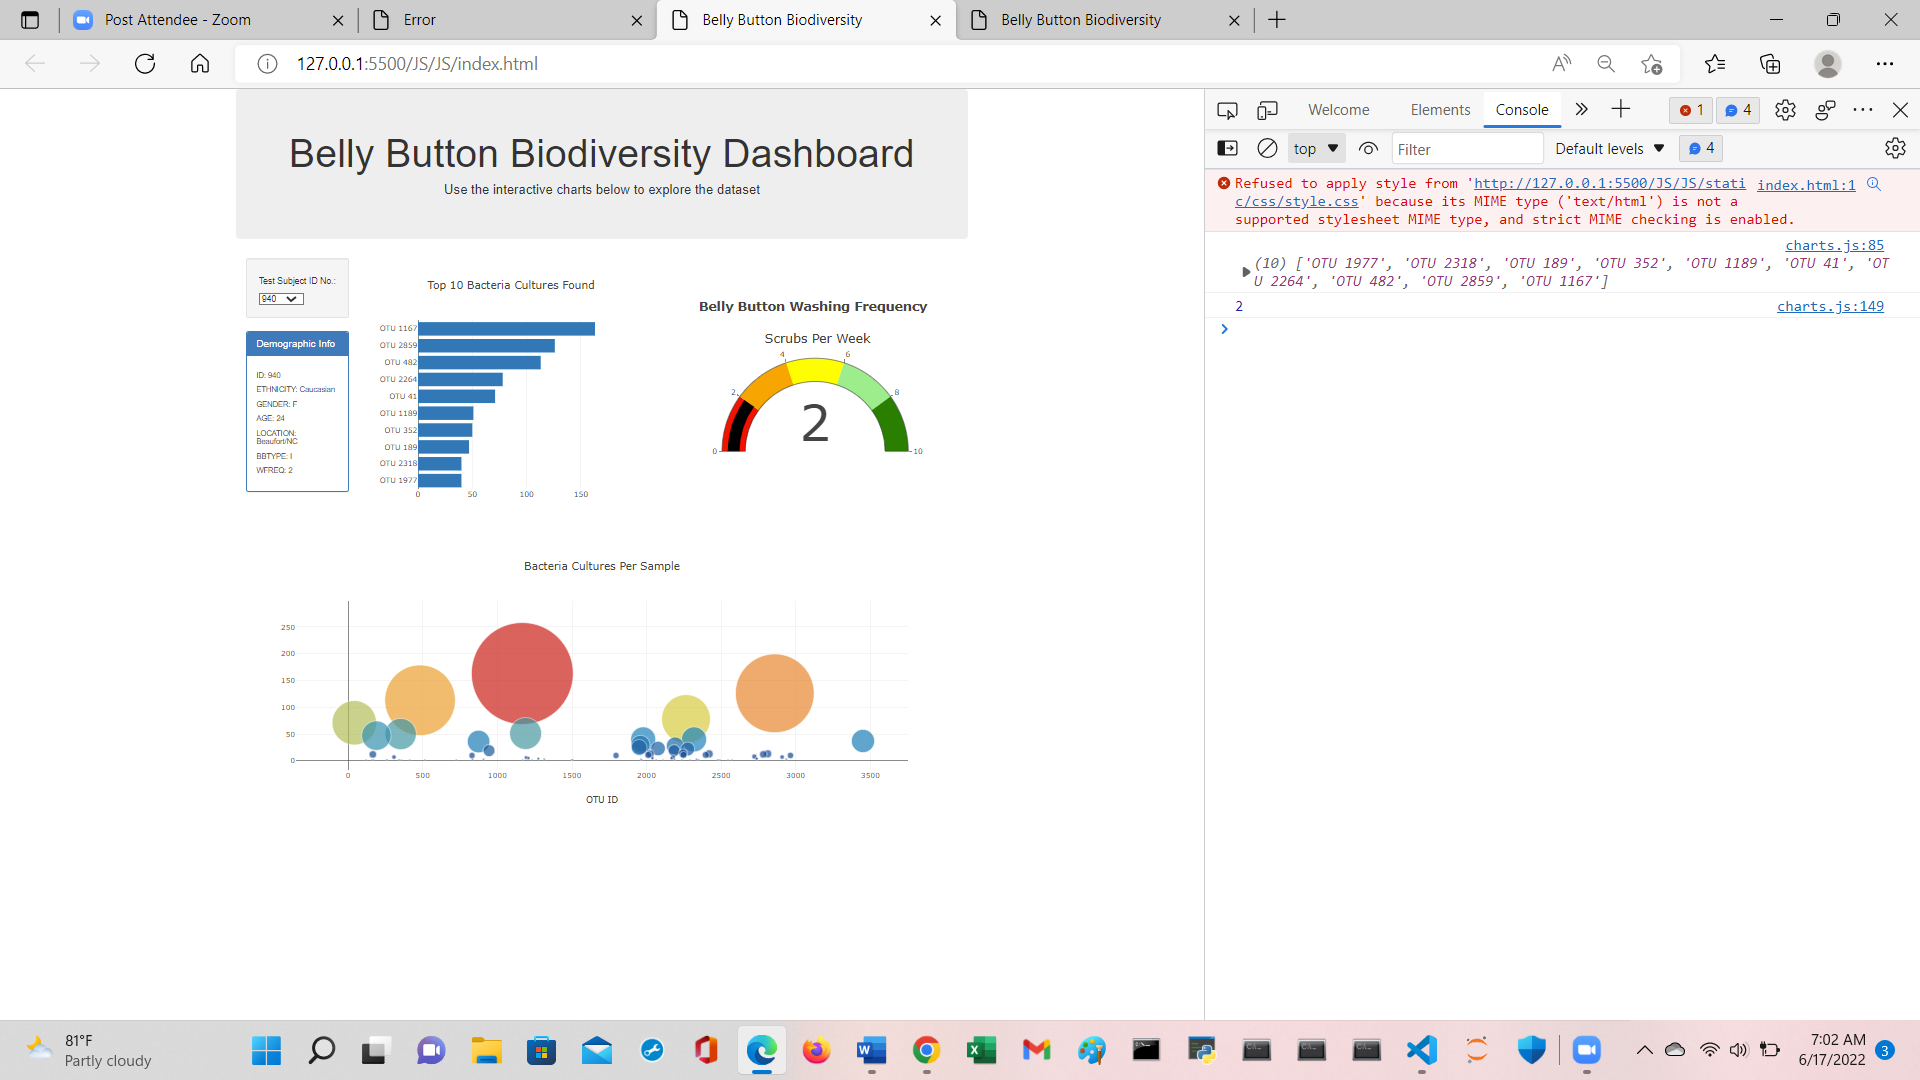 Post Attendee - Zoom
Error
Belly Button Biodiversity
Belly Button Biodiversity
127.0.0.1:5500/JS/JS/index.html
Belly Button Biodiversity Dashboard
Use the interactive charts below to explore the dataset
Test Subject ID No.:
940
Demographic Info
ID: 940
ETHNICITY: Caucasian
GENDER: F
AGE: 24
LOCATION:
Beaufort/NC
BBTYPE: I
WFREQ: 2
Top 10 Bacteria Cultures Found
OTU 1167
OTU 2859
OTU 482
OTU 2264
OTU 41
OTU 1189
OTU 352
OTU 189
OTU 2318
OTU 1977
0 50 100 150
Belly Button Washing Frequency
Scrubs Per Week
0 2 4 6 8 10
2
Bacteria Cultures Per Sample
250
200
150
100
50
0
0 500 1000 1500 2000 2500 3000 3500
OTU ID
Welcome Elements Console 1 4
top Filter Default levels 4
Refused to apply style from 'http://127.0.0.1:5500/JS/JS/stati index.html:1
c/css/style.css' because its MIME type ('text/html') is not a
supported stylesheet MIME type, and strict MIME checking is enabled.
charts.js:85
(10) ['OTU 1977', 'OTU 2318', 'OTU 189', 'OTU 352', 'OTU 1189', 'OTU 41', 'OT
U 2264', 'OTU 482', 'OTU 2859', 'OTU 1167']
2 charts.js:149
81°F
Partly cloudy
7:02 AM
6/17/2022
3